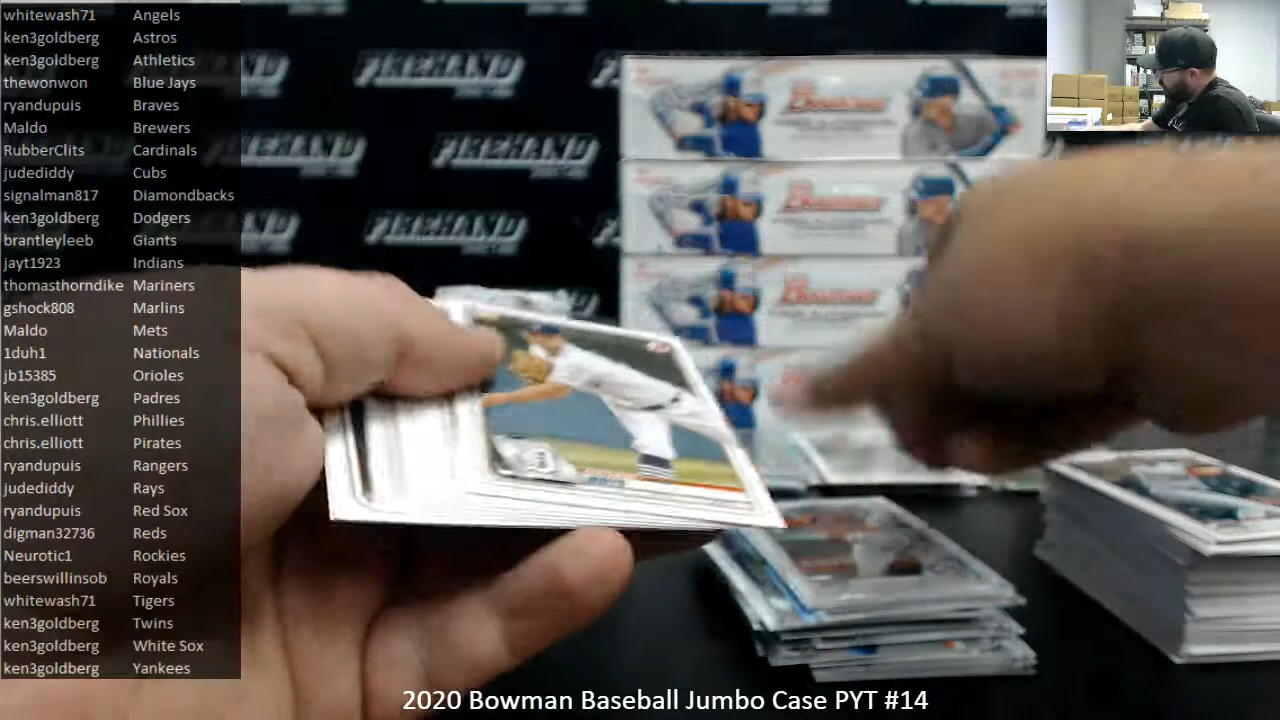 whitewash71 Angels
ken3goldberg Astros
ken3goldberg Athletics
thewonwon Blue Jays
ryandupuis Braves
Maldo Brewers
RubberClits Cardinals
judediddy Cubs
signalman817 Diamondbacks
ken3goldberg Dodgers
brantleyleeb Giants
jayt1923 Indians
thomasthorndike Mariners
gshock808 Marlins
Maldo Mets
1duh1 Nationals
jb15385 Orioles
ken3goldberg Padres
chris.elliott Phillies
chris.elliott Pirates
ryandupuis Rangers
judediddy Rays
ryandupuis Red Sox
digman32736 Reds
Neurotic1 Rockies
beerswillinsob Royals
whitewash71 Tigers
ken3goldberg Twins
ken3goldberg White Sox
ken3goldberg Yankees
FIREHAND
FIREHAND
FIREHAND
FIREHAND
Bowman
Bowman
Bowman
2020 Bowman Baseball Jumbo Case PYT #14